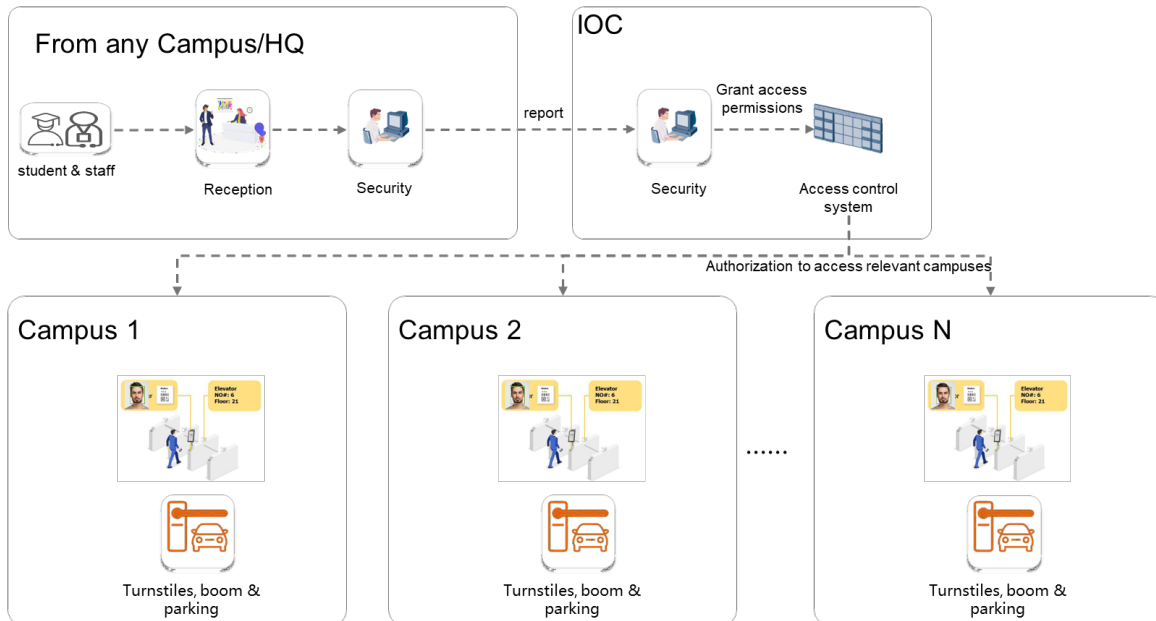 From any Campus/HQ
IOC
Grant access
permissions
report
student & staff
Reception
Security
Security
Access control
system
Authorization to access relevant campuses
Campus 1
Campus 2
Campus N
Elevator
NO#: 6
Floor: 21
Elevator
NO#: 6
Floor: 21
Elevator
NO#: 6
Floor: 21
......
Turnstiles, boom &
parking
Turnstiles, boom &
parking
Turnstiles, boom &
parking